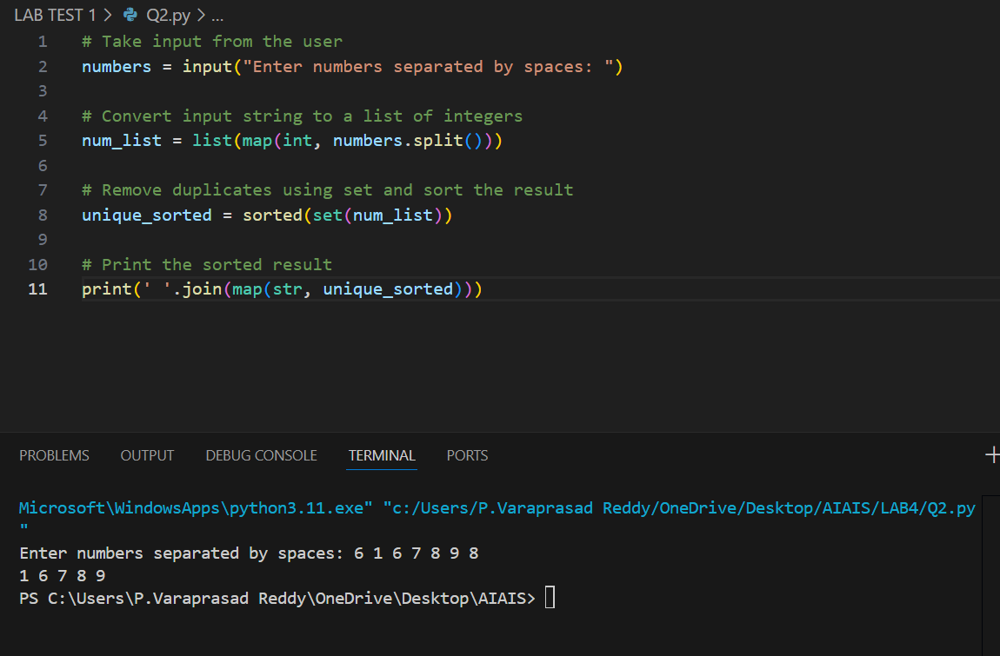 LAB TEST 1 > Q2.py > ...
1 # Take input from the user
2 numbers = input("Enter numbers separated by spaces: ")
3
4 # Convert input string to a list of integers
5 num_list = list(map(int, numbers.split()))
6
7 # Remove duplicates using set and sort the result
8 unique_sorted = sorted(set(num_list))
9
10 # Print the sorted result
11 print(' '.join(map(str, unique_sorted)))
PROBLEMS OUTPUT DEBUG CONSOLE TERMINAL PORTS
Microsoft\WindowsApps\python3.11.exe" "c:/Users/P.Varaprasad Reddy/OneDrive/Desktop/AIAIS/LAB4/Q2.py
"
Enter numbers separated by spaces: 6 1 6 7 8 9 8
1 6 7 8 9
PS C:\Users\P.Varaprasad Reddy\OneDrive\Desktop\AIAIS>